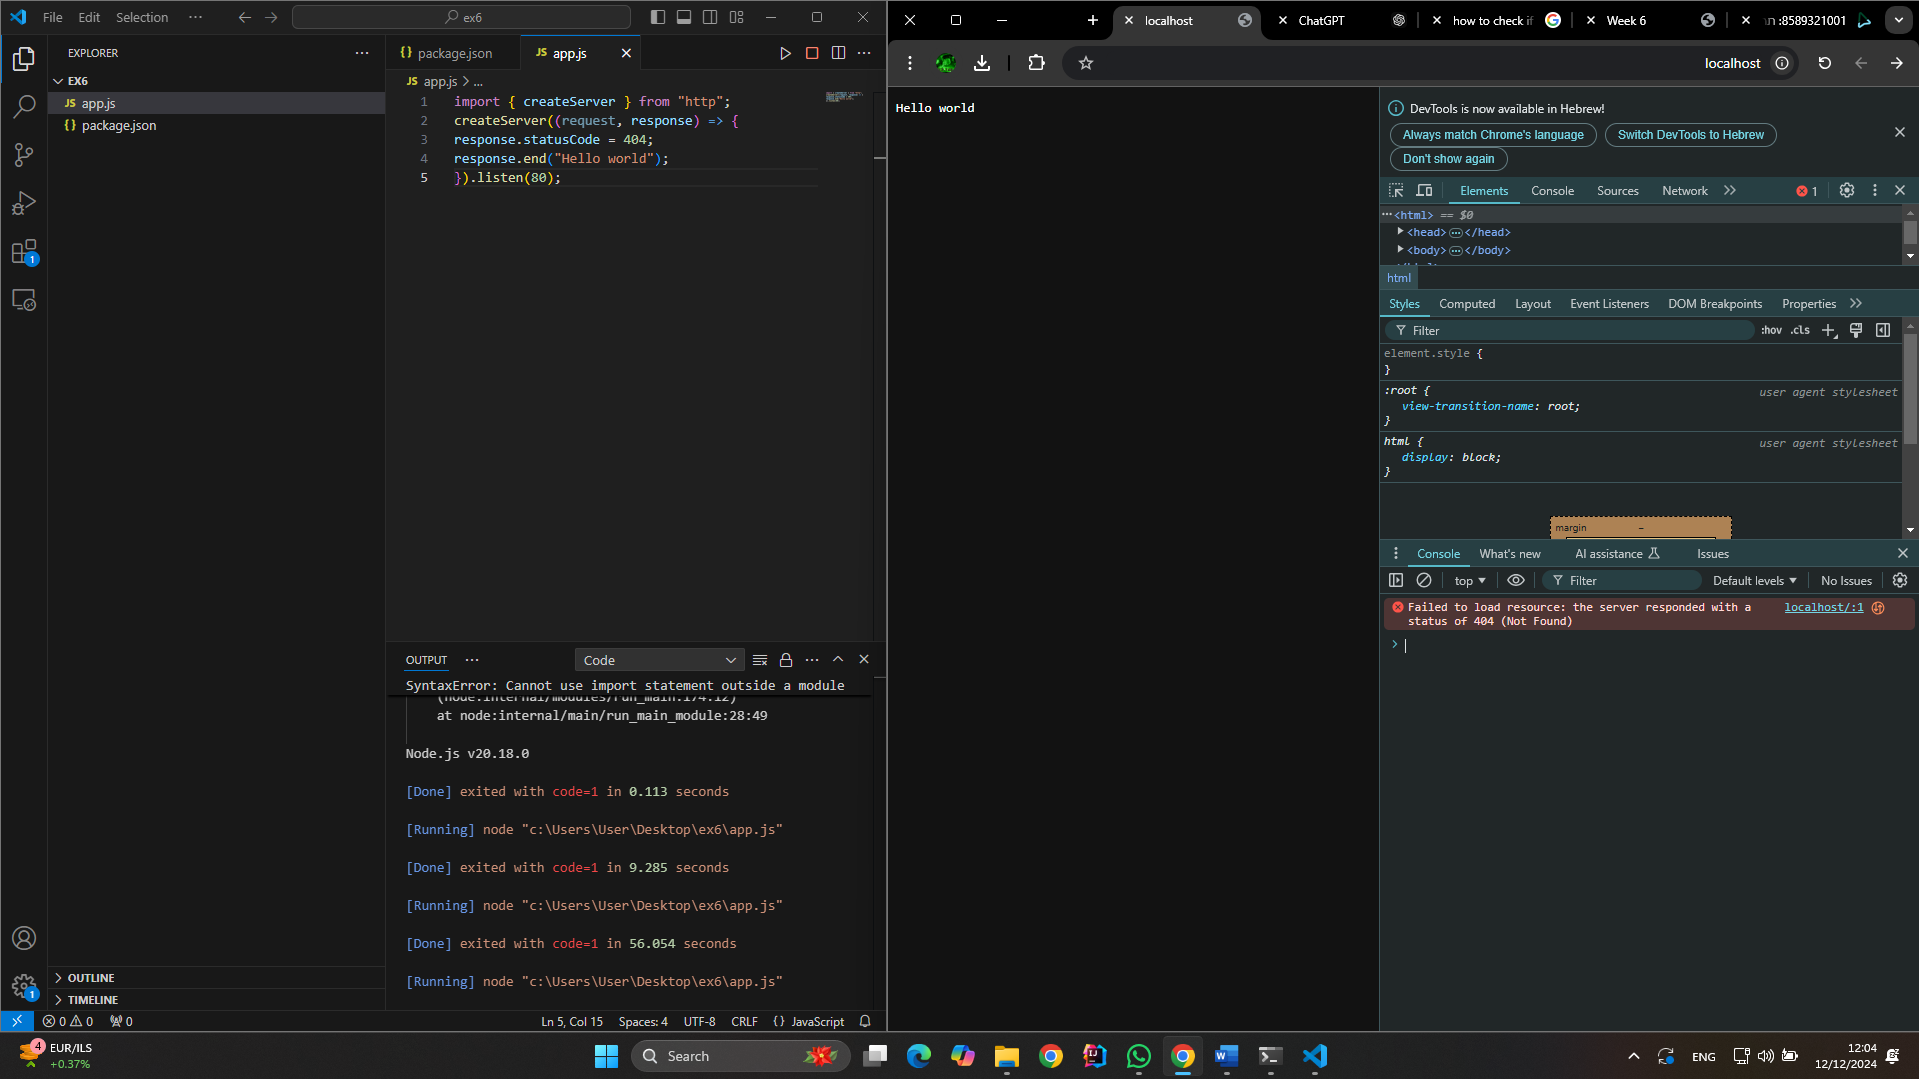 File Edit Selection ···
ex6
EXPLORER
EX6
JS app.js
{} package.json
OUTLINE
TIMELINE
{} package.json
JS app.js
JS app.js > ...
1 import { createServer } from "http";
2 createServer((request, response) => {
3 response.statusCode = 404;
4 response.end("Hello world");
5 }).listen(80);
OUTPUT
Code
SyntaxError: Cannot use import statement outside a module
(node:internal/modules/run_main:174:12)
at node:internal/main/run_main_module:28:49
Node.js v20.18.0
[Done] exited with code=1 in 0.113 seconds
[Running] node "c:\Users\User\Desktop\ex6\app.js"
[Done] exited with code=1 in 9.285 seconds
[Running] node "c:\Users\User\Desktop\ex6\app.js"
[Done] exited with code=1 in 56.054 seconds
[Running] node "c:\Users\User\Desktop\ex6\app.js"
1
1
0 0 0
Ln 5, Col 15 Spaces: 4 UTF-8 CRLF {} JavaScript
localhost
ChatGPT
how to check if
Week 6
:8589321001
localhost
Hello world
DevTools is now available in Hebrew!
Always match Chrome's language
Switch DevTools to Hebrew
Don't show again
Elements Console Sources Network 1
<html> == $0
<head> </head>
<body> </body>
html
Styles Computed Layout Event Listeners DOM Breakpoints Properties
Filter
:hov .cls
element.style {
}
:root { user agent stylesheet
view-transition-name: root;
}
html { user agent stylesheet
display: block;
}
margin –
Console What's new AI assistance Issues
top Filter Default levels No Issues
Failed to load resource: the server responded with a localhost/:1
status of 404 (Not Found)
4
EUR/ILS
+0.37%
Search
ENG
12:04
12/12/2024